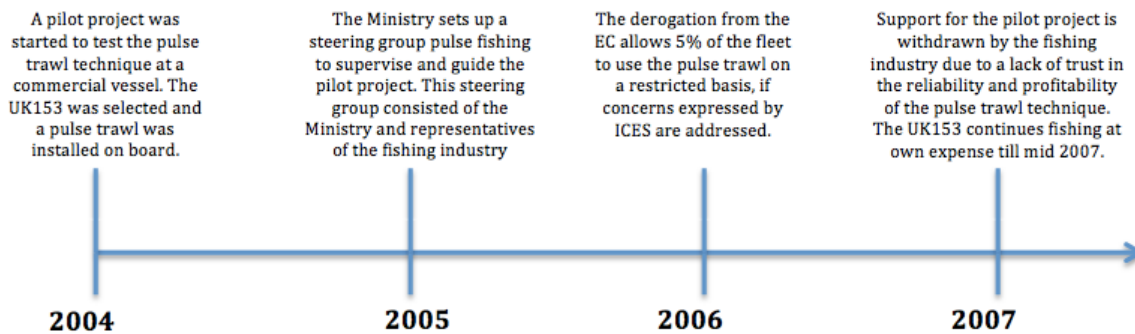 A pilot project was
started to test the pulse
trawl technique at a
commercial vessel. The
UK153 was selected and
a pulse trawl was
installed on board.
The Ministry sets up a
steering group pulse fishing
to supervise and guide the
pilot project. This steering
group consisted of the
Ministry and representatives
of the fishing industry
The derogation from the
EC allows 5% of the fleet
to use the pulse trawl on
a restricted basis, if
concerns expressed by
ICES are addressed.
Support for the pilot project is
withdrawn by the fishing
industry due to a lack of trust in
the reliability and profitability
of the pulse trawl technique.
The UK153 continues fishing at
own expense till mid 2007.
2004
2005
2006
2007